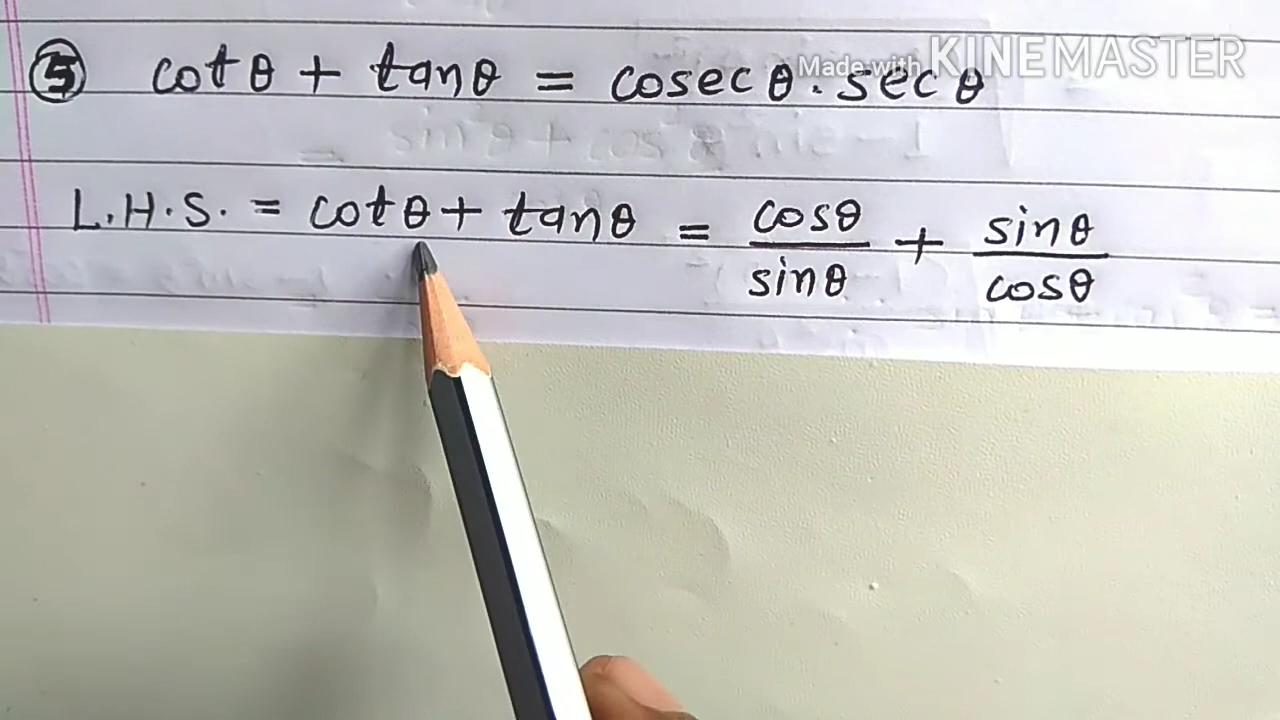 Made with KINEMASTER
⑤ cotθ + tanθ = cosecθ . secθ
L.H.S. = cotθ + tanθ = cosθ/sinθ + sinθ/cosθ